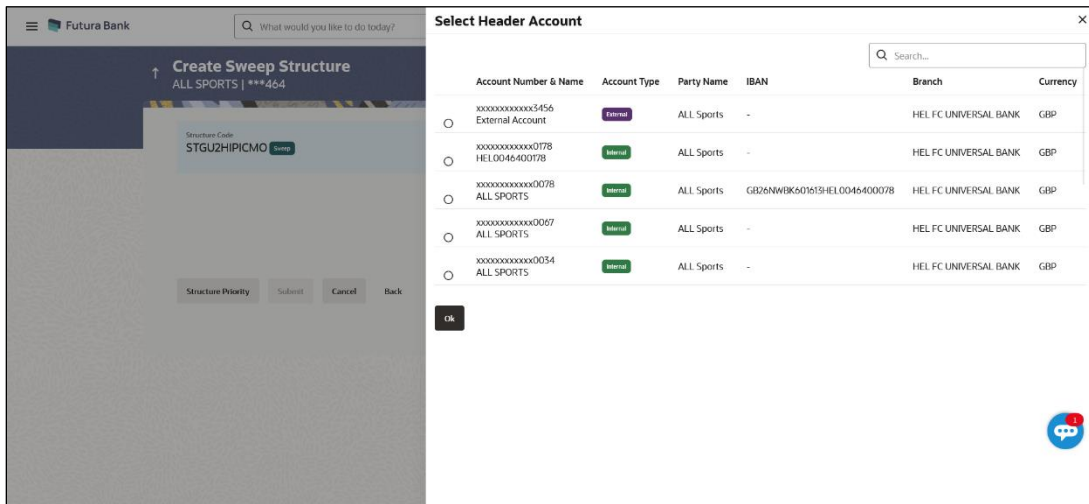 Futura Bank
What would you like to do today?
Create Sweep Structure
ALL SPORTS | ***464
Structure Code
STGU2HIPICMO Sweep
Structure Priority Submit Cancel Back
Select Header Account
Search...
Account Number & Name Account Type Party Name IBAN Branch Currency
xxxxxxxxxxxx3456
External Account External ALL Sports - HEL FC UNIVERSAL BANK GBP
xxxxxxxxxxxx0178
HEL0046400178 Internal ALL Sports - HEL FC UNIVERSAL BANK GBP
xxxxxxxxxxxx0078
ALL SPORTS Internal ALL Sports GB26NWBK601613HEL0046400078 HEL FC UNIVERSAL BANK GBP
xxxxxxxxxxxx0067
ALL SPORTS Internal ALL Sports - HEL FC UNIVERSAL BANK GBP
xxxxxxxxxxxx0034
ALL SPORTS Internal ALL Sports - HEL FC UNIVERSAL BANK GBP
Ok
1